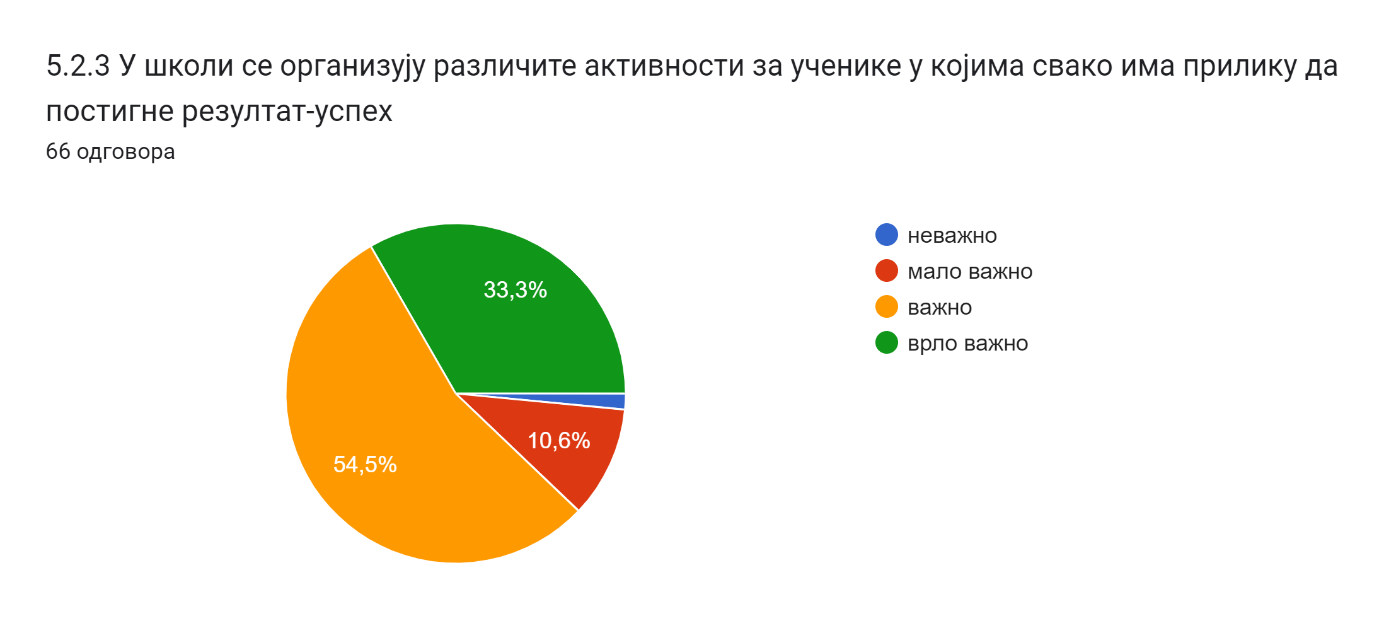 5.2.3 У школи се организују различите активности за ученике у којима свако има прилику да
постигне резултат-успех
66 одговора
неважно
мало важно
важно
врло важно
33,3%
10,6%
54,5%